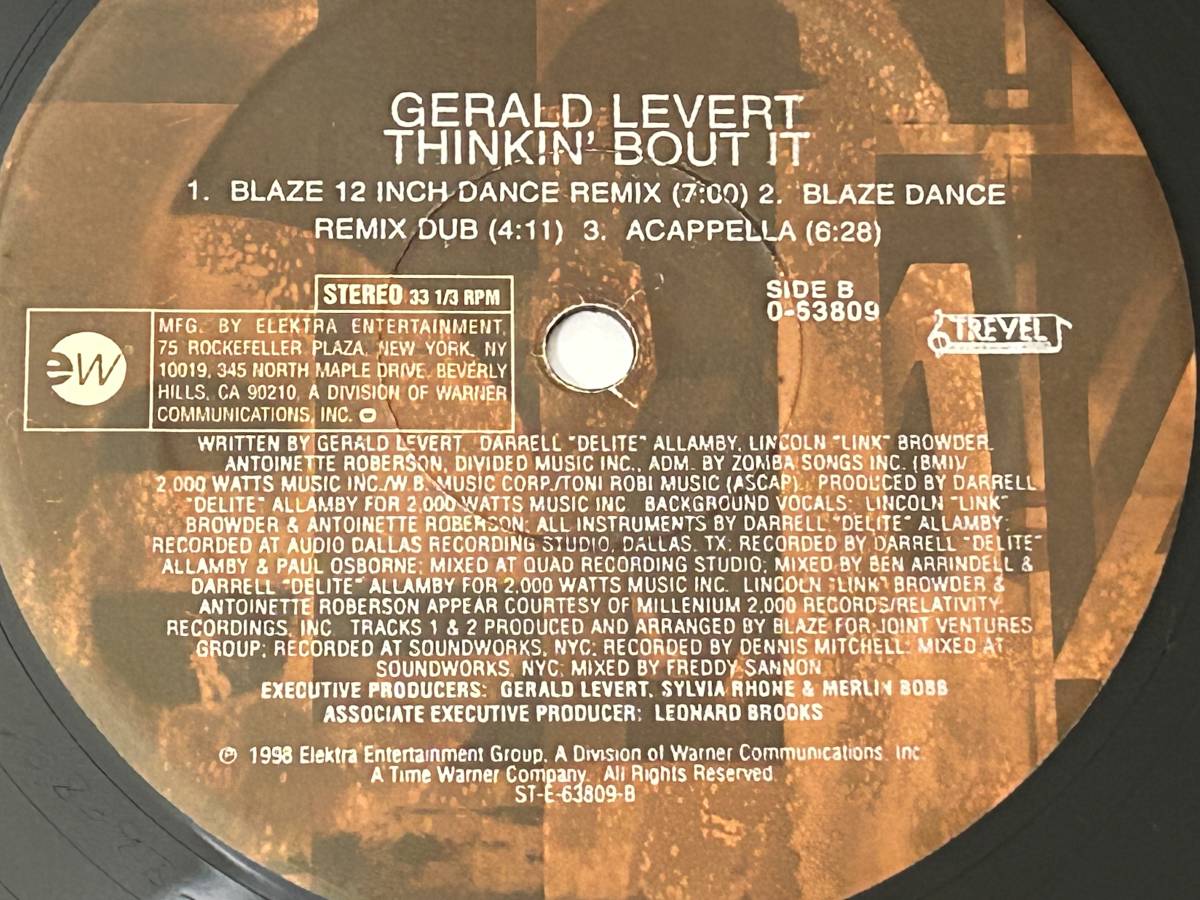 GERALD LEVERT
THINKIN' BOUT IT
1. BLAZE 12 INCH DANCE REMIX (7:00) 2. BLAZE DANCE
REMIX DUB (4:11) 3. ACAPPELLA (6:28)
STEREO 33 1/3 RPM
SIDE B
0-63809
TREVEL
ew
MFG. BY ELEKTRA ENTERTAINMENT,
75 ROCKEFELLER PLAZA, NEW YORK, NY
10019, 345 NORTH MAPLE DRIVE, BEVERLY
HILLS, CA 90210, A DIVISION OF WARNER
COMMUNICATIONS, INC.
WRITTEN BY GERALD LEVERT, DARRELL "DELITE" ALLAMBY, LINCOLN "LINK" BROWDER,
ANTOINETTE ROBERSON, DIVIDED MUSIC INC., ADM. BY ZOMBA SONGS INC. (BMI)/
2,000 WATTS MUSIC INC./W.B. MUSIC CORP./TONI ROBI MUSIC (ASCAP). PRODUCED BY DARRELL
"DELITE" ALLAMBY FOR 2,000 WATTS MUSIC INC BACKGROUND VOCALS: LINCOLN "LINK"
BROWDER & ANTOINETTE ROBERSON; ALL INSTRUMENTS BY DARRELL "DELITE" ALLAMBY;
RECORDED AT AUDIO DALLAS RECORDING STUDIO, DALLAS, TX; RECORDED BY DARRELL "DELITE"
ALLAMBY & PAUL OSBORNE; MIXED AT QUAD RECORDING STUDIO; MIXED BY BEN ARRINDELL &
DARRELL "DELITE" ALLAMBY FOR 2,000 WATTS MUSIC INC. LINCOLN "LINK" BROWDER &
ANTOINETTE ROBERSON APPEAR COURTESY OF MILLENIUM 2,000 RECORDS/RELATIVITY
RECORDINGS, INC TRACKS 1 & 2 PRODUCED AND ARRANGED BY BLAZE FOR JOINT VENTURES
GROUP; RECORDED AT SOUNDWORKS, NYC; RECORDED BY DENNIS MITCHELL; MIXED AT
SOUNDWORKS, NYC; MIXED BY FREDDY SANNON
EXECUTIVE PRODUCERS: GERALD LEVERT, SYLVIA RHONE & MERLIN BOBB
ASSOCIATE EXECUTIVE PRODUCER: LEONARD BROOKS
℗ 1998 Elektra Entertainment Group, A Division of Warner Communications, Inc.
A Time Warner Company. All Rights Reserved.
ST-E-63809-B